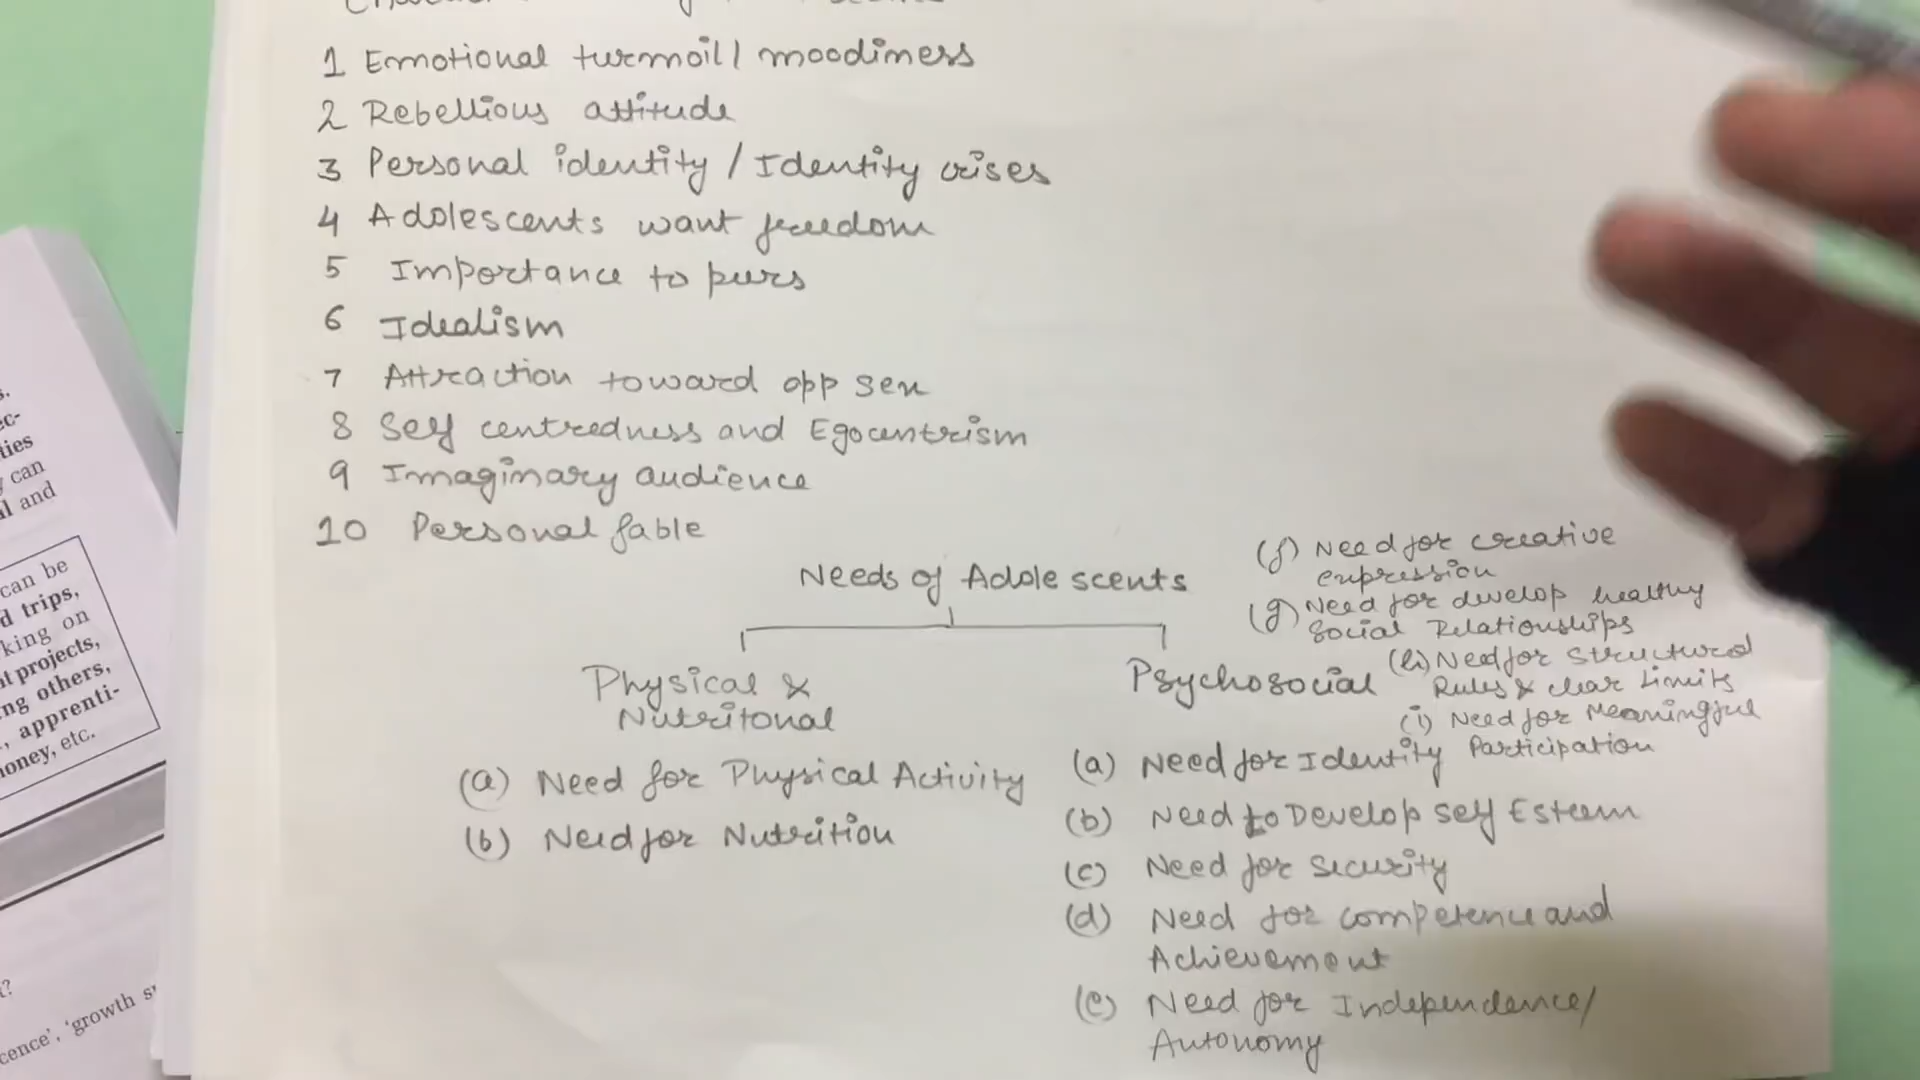 1 Emotional turmoil/ moodiness
2 Rebellious attitude
3 Personal identity / Identity crises
4 Adolescents want freedom
5 Importance to peers
6 Idealism
7 Attraction toward opp sex
8 Self centredness and Egocentrism
9 Imaginary audience
10 Personal fable
Needs of Adolescents
Physical &
Nutritonal
(a) Need for Physical Activity
(b) Need for Nutrition
Psychosocial
(a) Need for Identity
(b) Need to Develop self Esteem
(c) Need for Security
(d) Need for competence and
Achievement
(e) Need for Independence/
Autonomy
(f) Need for creative
expression
(g) Need for develop healthy
Social Relationships
(h) Need for Structured
Rules & clear Limits
(i) Need for Meaningful
Participation
ties
can
and
can be
trips,
king on
projects,
others,
apprenti-
etc.
'growth